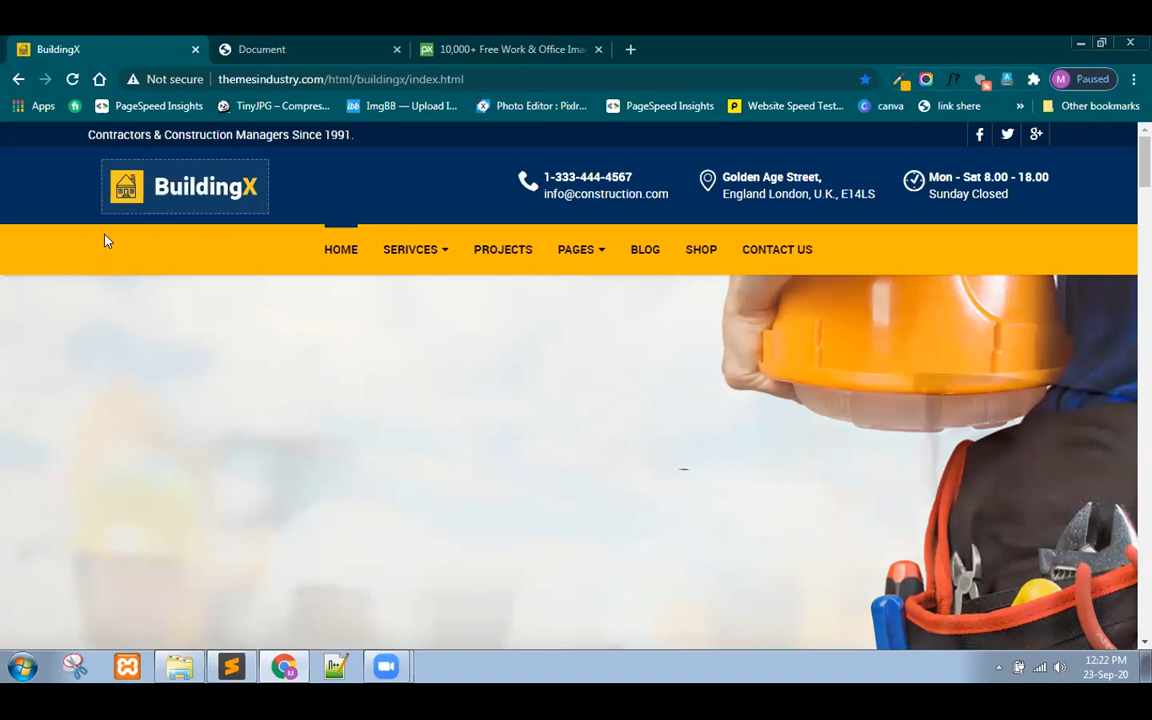 BuildingX
Document
10,000+ Free Work & Office Ima
Not secure
themesindustry.com/html/buildingx/index.html
M
Paused
Apps
PageSpeed Insights
TinyJPG – Compres...
ImgBB — Upload I...
Photo Editor : Pixlr...
PageSpeed Insights
Website Speed Test...
canva
link shere
»
Other bookmarks
Contractors & Construction Managers Since 1991.
BuildingX
1-333-444-4567
info@construction.com
Golden Age Street,
England London, U.K., E14LS
Mon - Sat 8.00 - 18.00
Sunday Closed
HOME
SERIVCES
PROJECTS
PAGES
BLOG
SHOP
CONTACT US
12:22 PM
23-Sep-20